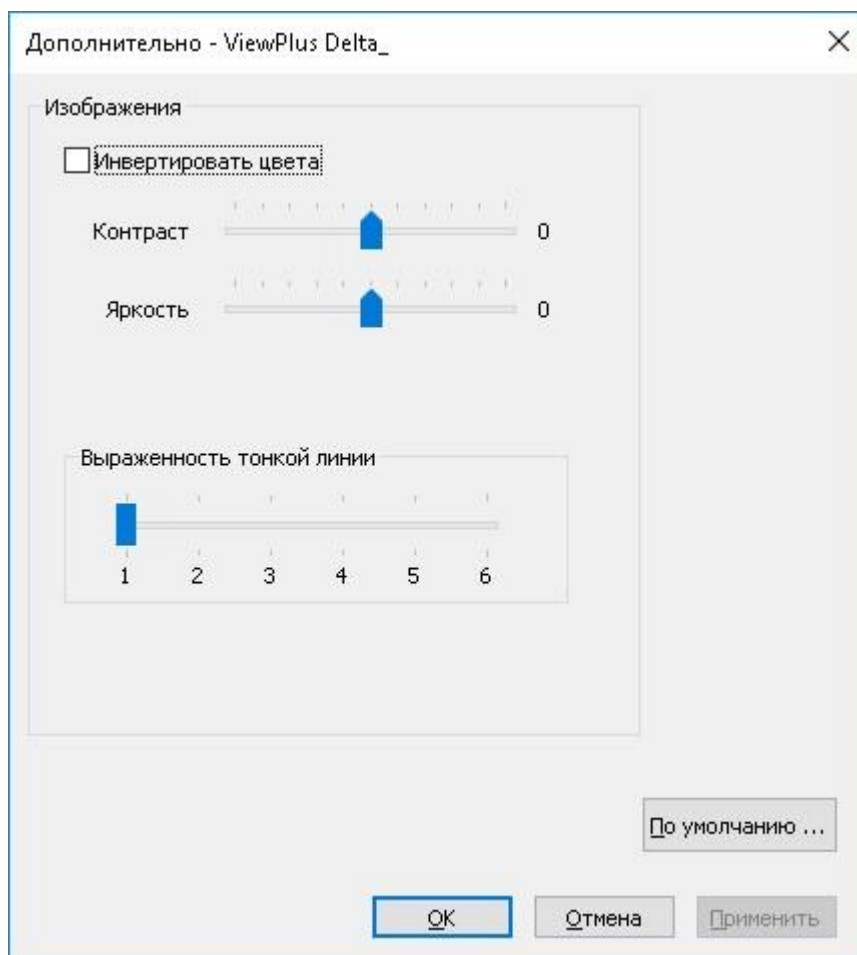 Дополнительно - ViewPlus Delta_
Изображения
Инвертировать цвета
Контраст 0
Яркость 0
Выраженность тонкой линии
1 2 3 4 5 6
По умолчанию ...
OK Отмена Применить